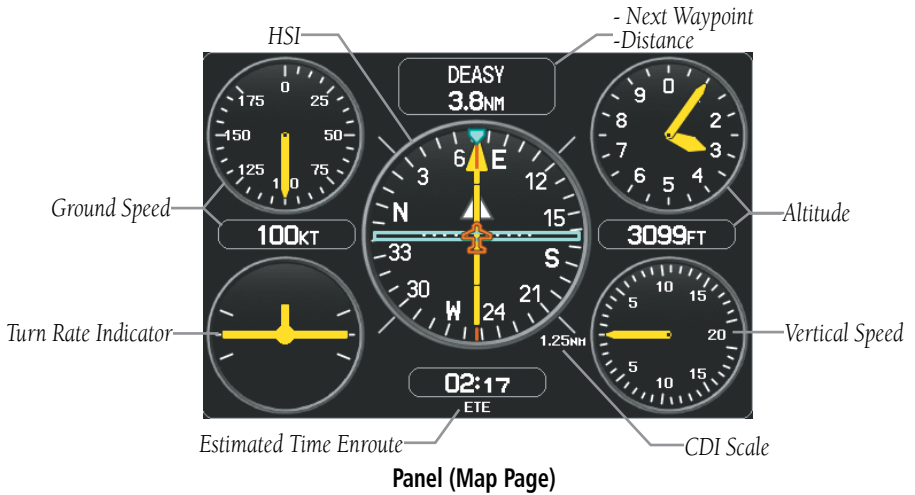 HSI
- Next Waypoint
-Distance
DEASY
3.8NM
0
25
50
75
100
125
150
175
0
2
3
4
5
6
7
8
9
6
E
12
15
S
21
24
W
30
33
N
3
Ground Speed
100KT
3099FT
Altitude
Turn Rate Indicator
5
10
15
20
15
10
5
Vertical Speed
1.25NM
02:17
ETE
Estimated Time Enroute
CDI Scale
Panel (Map Page)